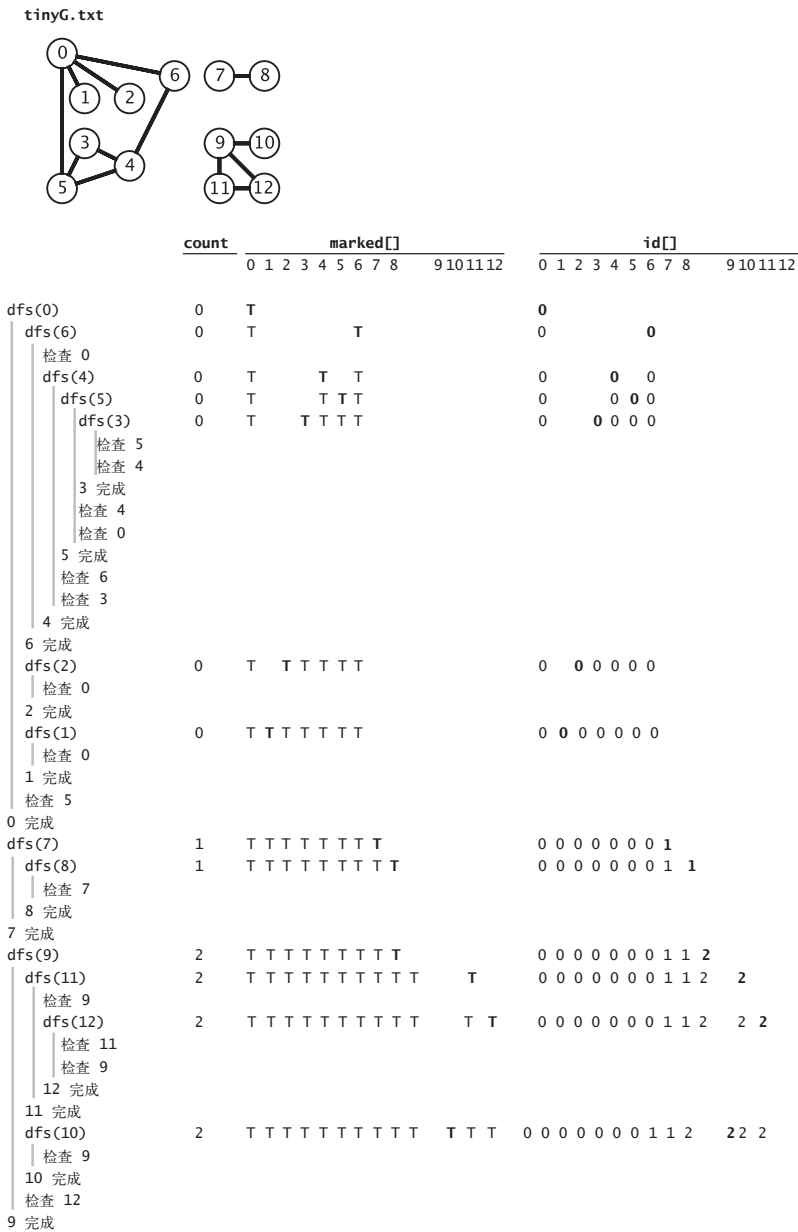 tinyG.txt
0
6
7
8
1
2
3
9
10
4
5
11
12
count marked[] id[]
0 1 2 3 4 5 6 7 8 9 10 11 12 0 1 2 3 4 5 6 7 8 9 10 11 12
dfs(0) 0 T 0
dfs(6) 0 T T 0 0
检查 0
dfs(4) 0 T T T 0 0 0
dfs(5) 0 T T T T 0 0 0 0
dfs(3) 0 T T T T T 0 0 0 0 0
检查 5
检查 4
3 完成
检查 4
检查 0
5 完成
检查 6
检查 3
4 完成
6 完成
dfs(2) 0 T T T T T T 0 0 0 0 0 0
检查 0
2 完成
dfs(1) 0 T T T T T T T 0 0 0 0 0 0 0
检查 0
1 完成
检查 5
0 完成
dfs(7) 1 T T T T T T T T 0 0 0 0 0 0 0 1
dfs(8) 1 T T T T T T T T T 0 0 0 0 0 0 0 1 1
检查 7
8 完成
7 完成
dfs(9) 2 T T T T T T T T T 0 0 0 0 0 0 0 1 1 2
dfs(11) 2 T T T T T T T T T T T 0 0 0 0 0 0 0 1 1 2 2
检查 9
dfs(12) 2 T T T T T T T T T T T T 0 0 0 0 0 0 0 1 1 2 2 2
检查 11
检查 9
12 完成
11 完成
dfs(10) 2 T T T T T T T T T T T T T 0 0 0 0 0 0 0 1 1 2 2 2 2
检查 9
10 完成
检查 12
9 完成